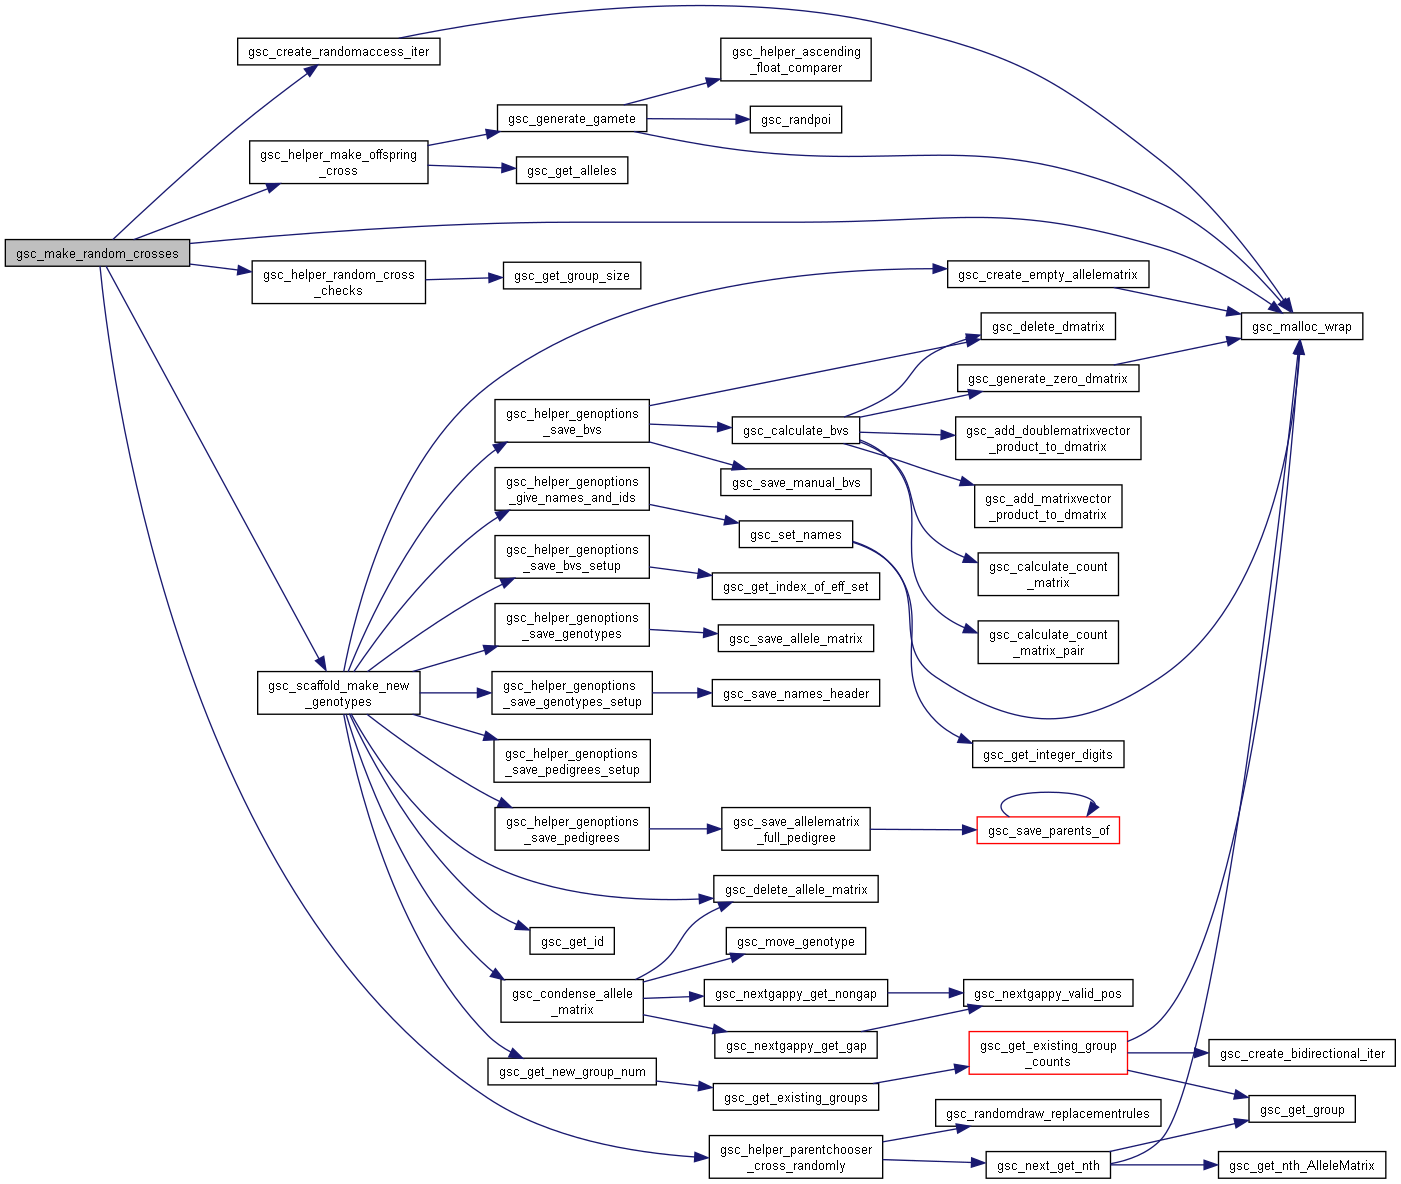 gsc_make_random_crosses
gsc_create_randomaccess_iter
gsc_helper_make_offspring
_cross
gsc_helper_random_cross
_checks
gsc_scaffold_make_new
_genotypes
gsc_generate_gamete
gsc_get_alleles
gsc_get_group_size
gsc_helper_genoptions
_save_bvs
gsc_helper_genoptions
_give_names_and_ids
gsc_helper_genoptions
_save_bvs_setup
gsc_helper_genoptions
_save_genotypes
gsc_helper_genoptions
_save_genotypes_setup
gsc_helper_genoptions
_save_pedigrees_setup
gsc_helper_genoptions
_save_pedigrees
gsc_get_id
gsc_condense_allele
_matrix
gsc_get_new_group_num
gsc_helper_ascending
_float_comparer
gsc_randpoi
gsc_calculate_bvs
gsc_save_manual_bvs
gsc_set_names
gsc_get_index_of_eff_set
gsc_save_allele_matrix
gsc_save_names_header
gsc_save_allelematrix
_full_pedigree
gsc_delete_allele_matrix
gsc_move_genotype
gsc_nextgappy_get_nongap
gsc_nextgappy_get_gap
gsc_get_existing_groups
gsc_helper_parentchooser
_cross_randomly
gsc_create_empty_allelematrix
gsc_delete_dmatrix
gsc_generate_zero_dmatrix
gsc_add_doublematrixvector
_product_to_dmatrix
gsc_add_matrixvector
_product_to_dmatrix
gsc_calculate_count
_matrix
gsc_calculate_count
_matrix_pair
gsc_get_integer_digits
gsc_save_parents_of
gsc_nextgappy_valid_pos
gsc_get_existing_group
_counts
gsc_randomdraw_replacementrules
gsc_next_get_nth
gsc_malloc_wrap
gsc_create_bidirectional_iter
gsc_get_group
gsc_get_nth_AlleleMatrix